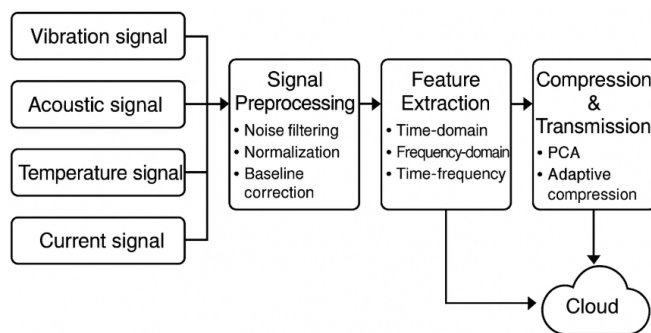 Vibration signal
Acoustic signal
Temperature signal
Current signal
Signal
Preprocessing
• Noise filtering
• Normalization
• Baseline
correction
Feature
Extraction
• Time-domain
• Frequency-domain
• Time-frequency
Compression
&
Transmission
• PCA
• Adaptive
compression
Cloud